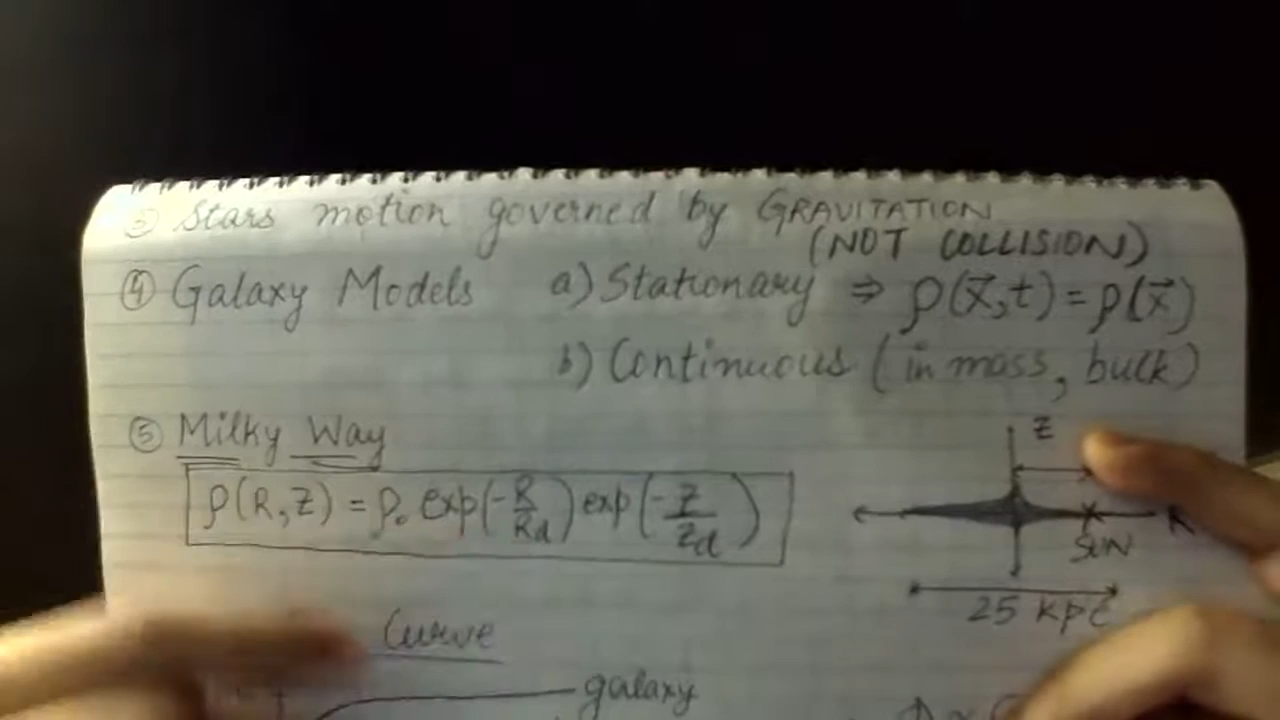 ③ Stars motion governed by GRAVITATION
(NOT COLLISION)
④ Galaxy Models a) Stationary ⇒ ρ(x⃗,t) = ρ(x⃗)
b) Continuous (in mass, bulk)
⑤ Milky Way
ρ(R,Z) = ρ₀ exp(-R/Rd) exp(-Z/Zd)
Z
R
SUN
25 kpc
Curve
galaxy